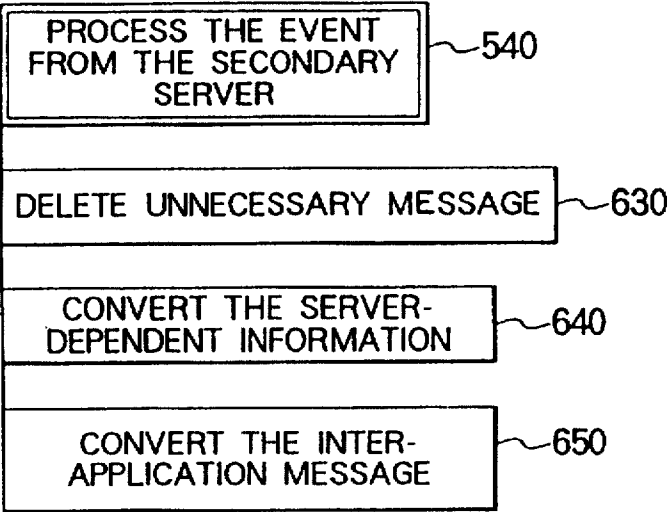 PROCESS THE EVENT
FROM THE SECONDARY
SERVER
540
DELETE UNNECESSARY MESSAGE
630
CONVERT THE SERVER-
DEPENDENT INFORMATION
640
CONVERT THE INTER-
APPLICATION MESSAGE
650